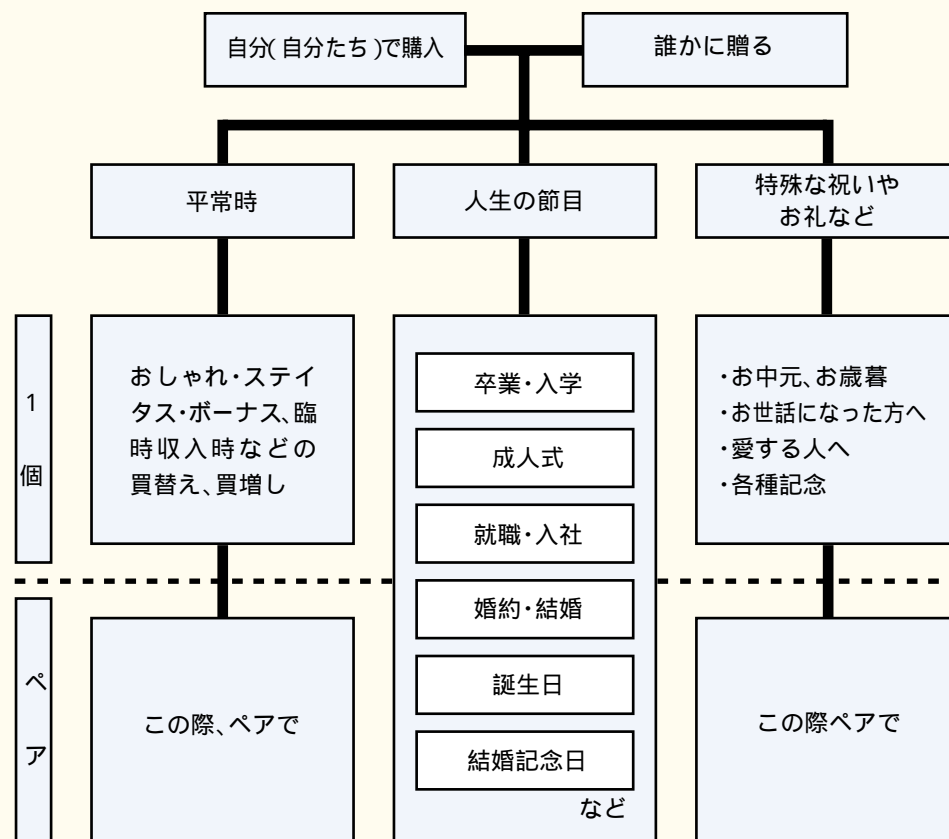 自分(自分たち)で購入
誰かに贈る
平常時
人生の節目
特殊な祝いや
お礼など
1
個
おしゃれ・ステイ
タス・ボーナス、臨
時収入時などの
買替え、買増し
卒業・入学
成人式
就職・入社
婚約・結婚
誕生日
結婚記念日
など
・お中元、お歳暮
・お世話になった方へ
・愛する人へ
・各種記念
ペ
ア
この際、ペアで
この際ペアで